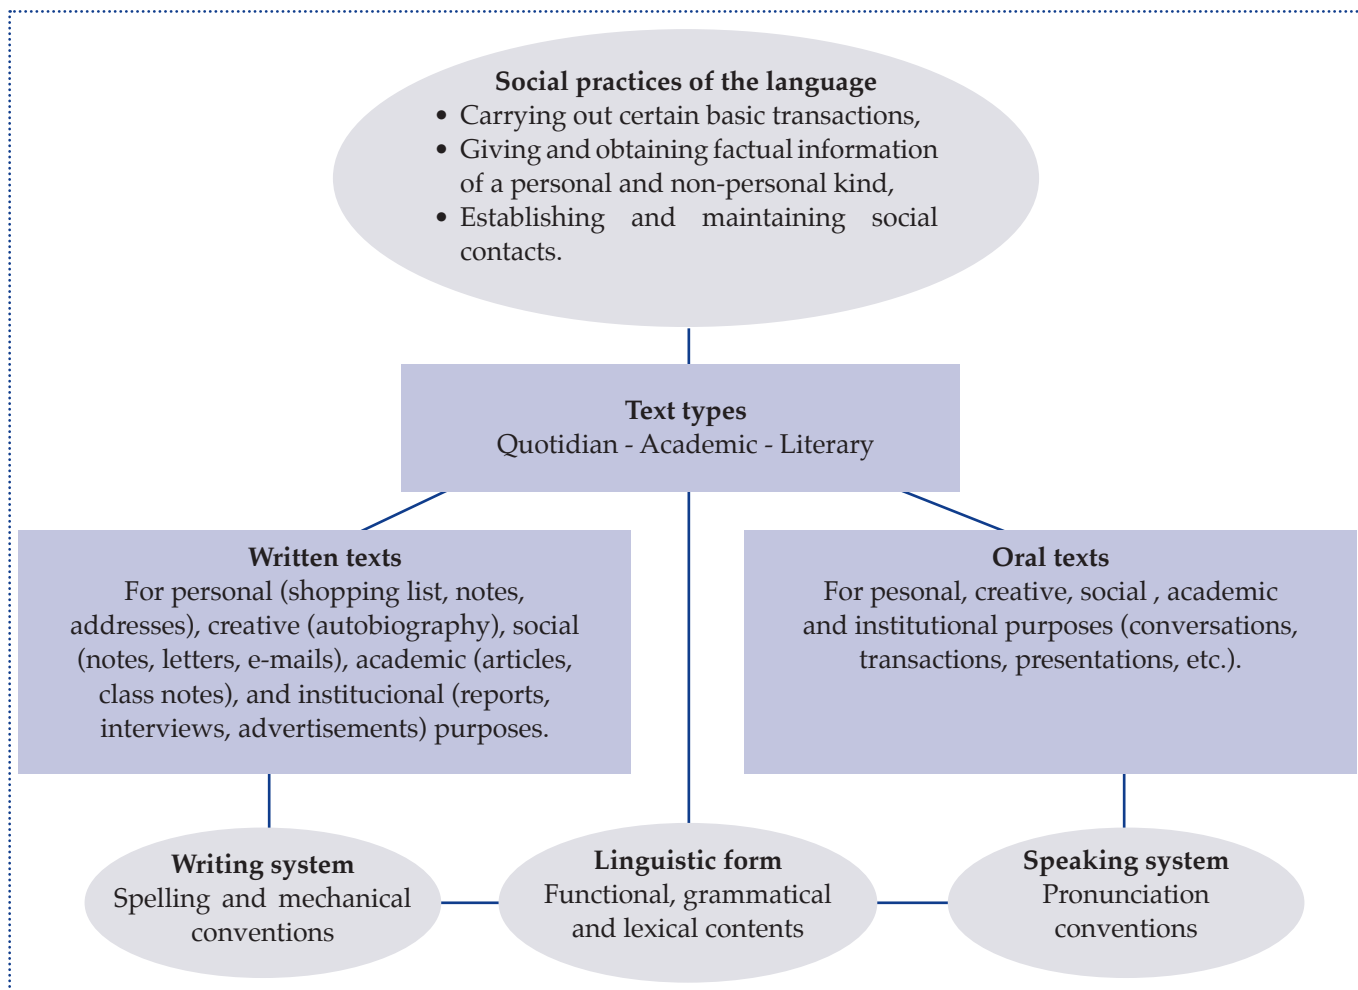 Social practices of the language
• Carrying out certain basic transactions,
• Giving and obtaining factual information
of a personal and non-personal kind,
• Establishing and maintaining social
contacts.
Text types
Quotidian - Academic - Literary
Written texts
For personal (shopping list, notes,
addresses), creative (autobiography), social
(notes, letters, e-mails), academic (articles,
class notes), and institucional (reports,
interviews, advertisements) purposes.
Oral texts
For pesonal, creative, social , academic
and institutional purposes (conversations,
transactions, presentations, etc.).
Writing system
Spelling and mechanical
conventions
Linguistic form
Functional, grammatical
and lexical contents
Speaking system
Pronunciation
conventions